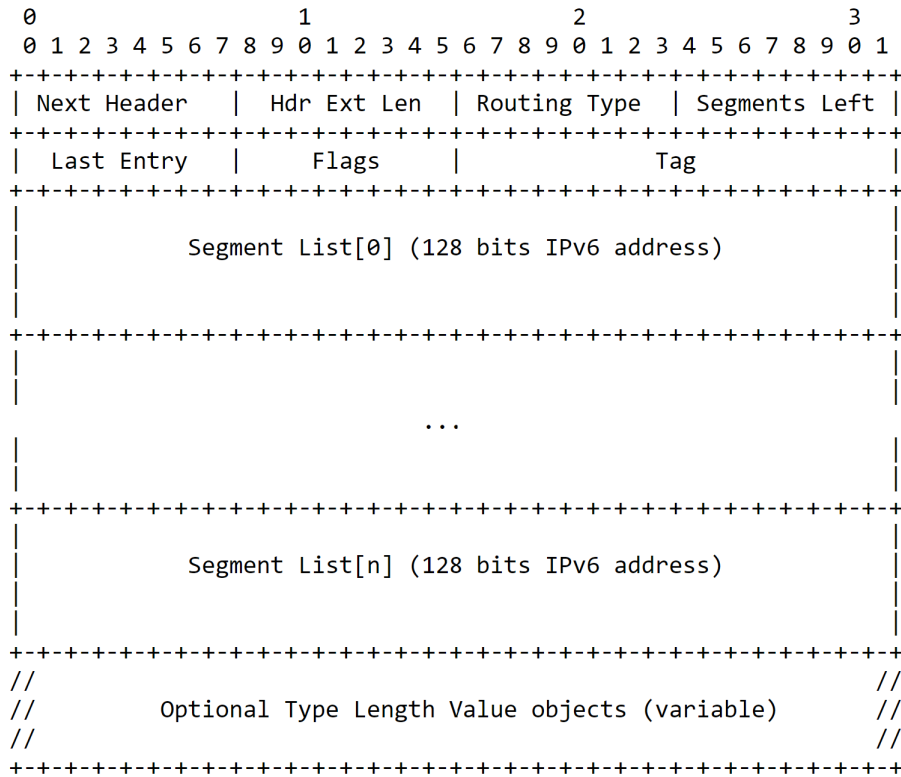 0                   1                   2                   3
 0 1 2 3 4 5 6 7 8 9 0 1 2 3 4 5 6 7 8 9 0 1 2 3 4 5 6 7 8 9 0 1
+-+-+-+-+-+-+-+-+-+-+-+-+-+-+-+-+-+-+-+-+-+-+-+-+-+-+-+-+-+-+-+-+
| Next Header   |  Hdr Ext Len  | Routing Type  | Segments Left |
+-+-+-+-+-+-+-+-+-+-+-+-+-+-+-+-+-+-+-+-+-+-+-+-+-+-+-+-+-+-+-+-+
|  Last Entry   |     Flags     |              Tag              |
+-+-+-+-+-+-+-+-+-+-+-+-+-+-+-+-+-+-+-+-+-+-+-+-+-+-+-+-+-+-+-+-+
|                                                               |
|            Segment List[0] (128 bits IPv6 address)            |
|                                                               |
|                                                               |
+-+-+-+-+-+-+-+-+-+-+-+-+-+-+-+-+-+-+-+-+-+-+-+-+-+-+-+-+-+-+-+-+
|                                                               |
|                                                               |
                              ...
|                                                               |
|                                                               |
+-+-+-+-+-+-+-+-+-+-+-+-+-+-+-+-+-+-+-+-+-+-+-+-+-+-+-+-+-+-+-+-+
|                                                               |
|            Segment List[n] (128 bits IPv6 address)            |
|                                                               |
|                                                               |
+-+-+-+-+-+-+-+-+-+-+-+-+-+-+-+-+-+-+-+-+-+-+-+-+-+-+-+-+-+-+-+-+
//                                                             //
//         Optional Type Length Value objects (variable)       //
//                                                             //
+-+-+-+-+-+-+-+-+-+-+-+-+-+-+-+-+-+-+-+-+-+-+-+-+-+-+-+-+-+-+-+-+